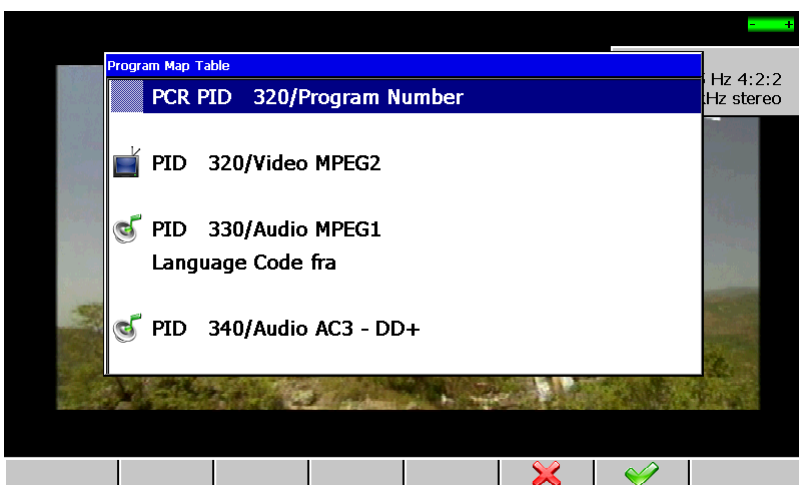 - +
Program Map Table
PCR PID 320/Program Number
Hz 4:2:2
Hz stereo
PID 320/Video MPEG2
PID 330/Audio MPEG1
Language Code fra
PID 340/Audio AC3 - DD+